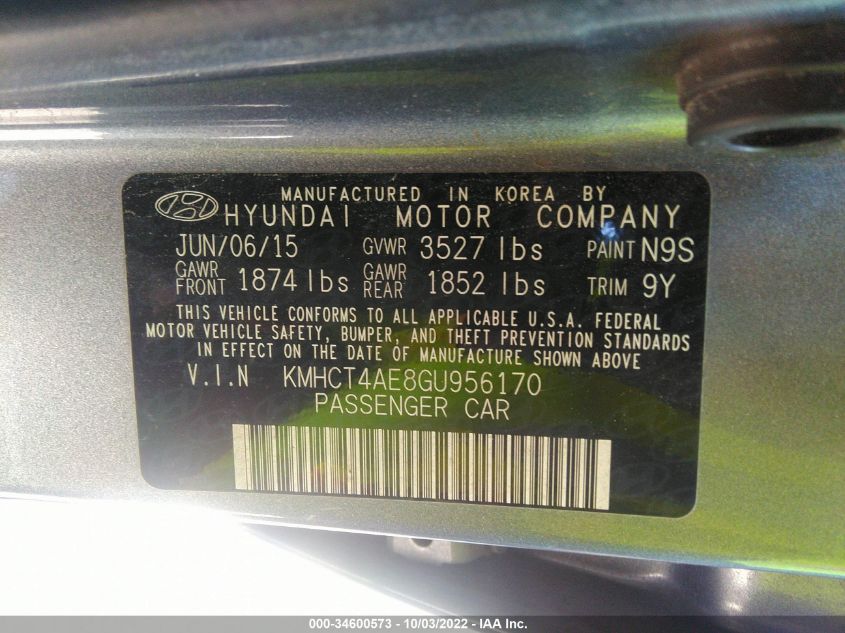 MANUFACTURED IN KOREA BY
HYUNDAI MOTOR COMPANY
JUN/06/15 GVWR 3527 lbs PAINT N9S
GAWR FRONT 1874 lbs GAWR REAR 1852 lbs TRIM 9Y
THIS VEHICLE CONFORMS TO ALL APPLICABLE U.S.A. FEDERAL
MOTOR VEHICLE SAFETY, BUMPER, AND THEFT PREVENTION STANDARDS
IN EFFECT ON THE DATE OF MANUFACTURE SHOWN ABOVE
V.I.N KMHCT4AE8GU956170
PASSENGER CAR
000-34600573 - 10/03/2022 - IAA Inc.